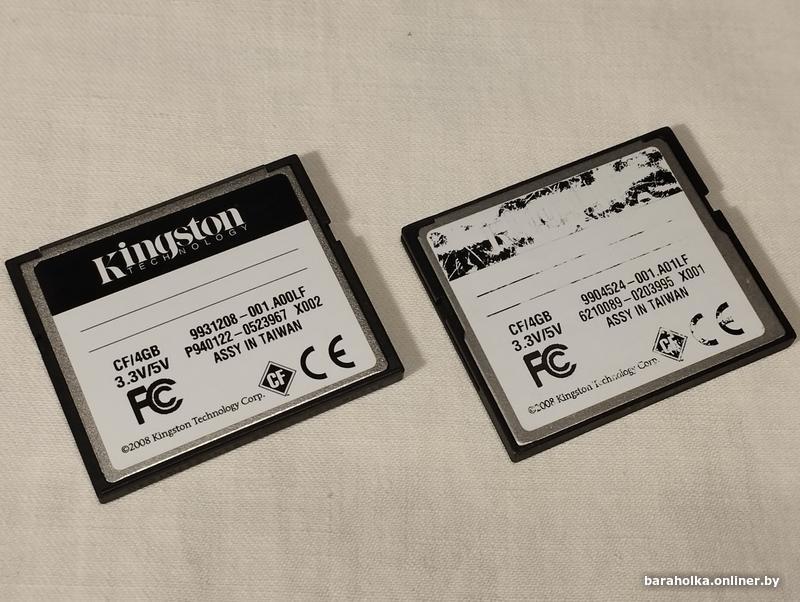 Kingston
TECHNOLOGY
9931208-001.A00LF
CF/4GB P940122-0523967 X002
3.3V/5V ASSY IN TAIWAN
FC CF CE
©2008 Kingston Technology Corp.
9904524-001.A01LF
CF/4GB 6210089-0203995 X001
3.3V/5V ASSY IN TAIWAN
FC CF CE
©2008 Kingston Technology Corp.
baraholka.onliner.by